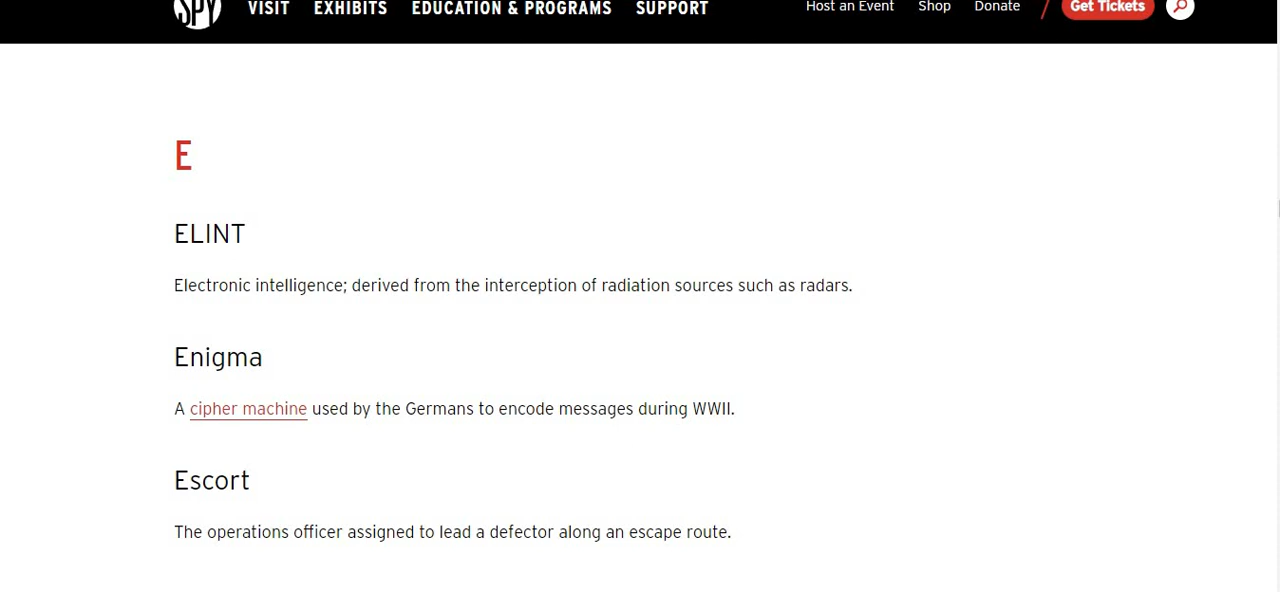 SPY VISIT EXHIBITS EDUCATION & PROGRAMS SUPPORT Host an Event Shop Donate Get Tickets
E
ELINT
Electronic intelligence; derived from the interception of radiation sources such as radars.
Enigma
A cipher machine used by the Germans to encode messages during WWII.
Escort
The operations officer assigned to lead a defector along an escape route.